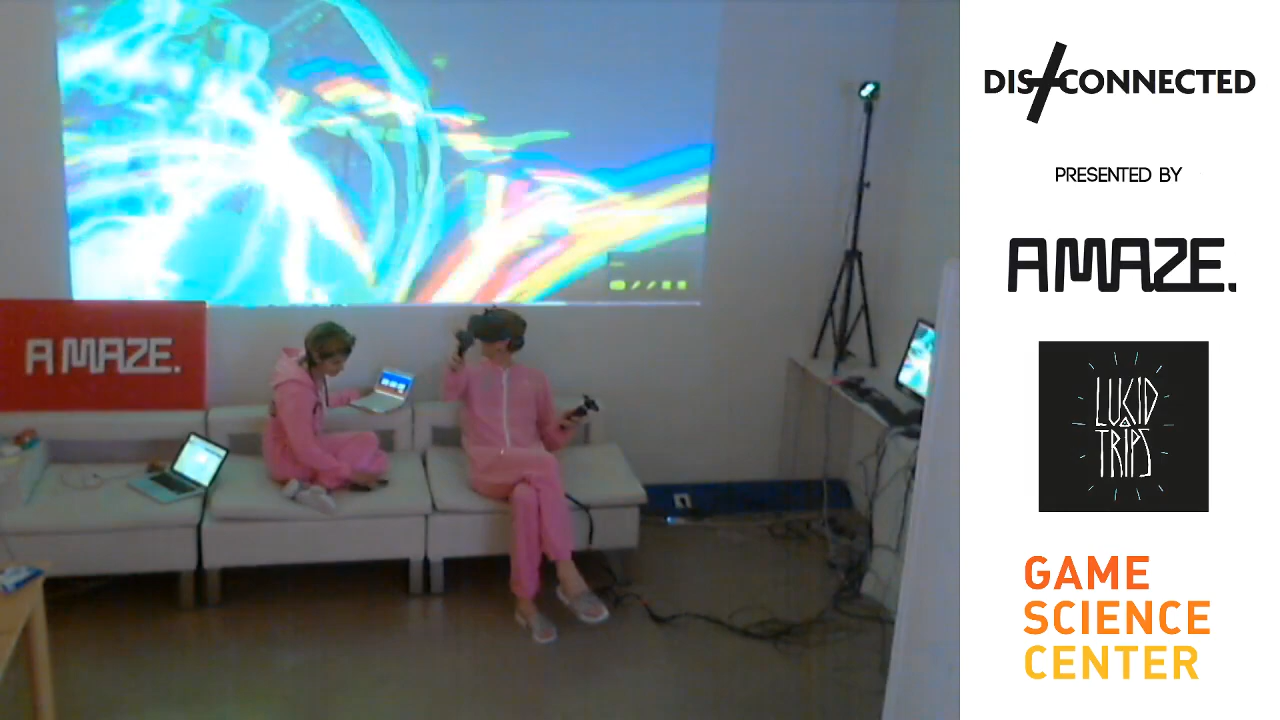 A MAZE.
DIS/CONNECTED
PRESENTED BY
A MAZE.
LUCID
TRIPS
GAME
SCIENCE
CENTER